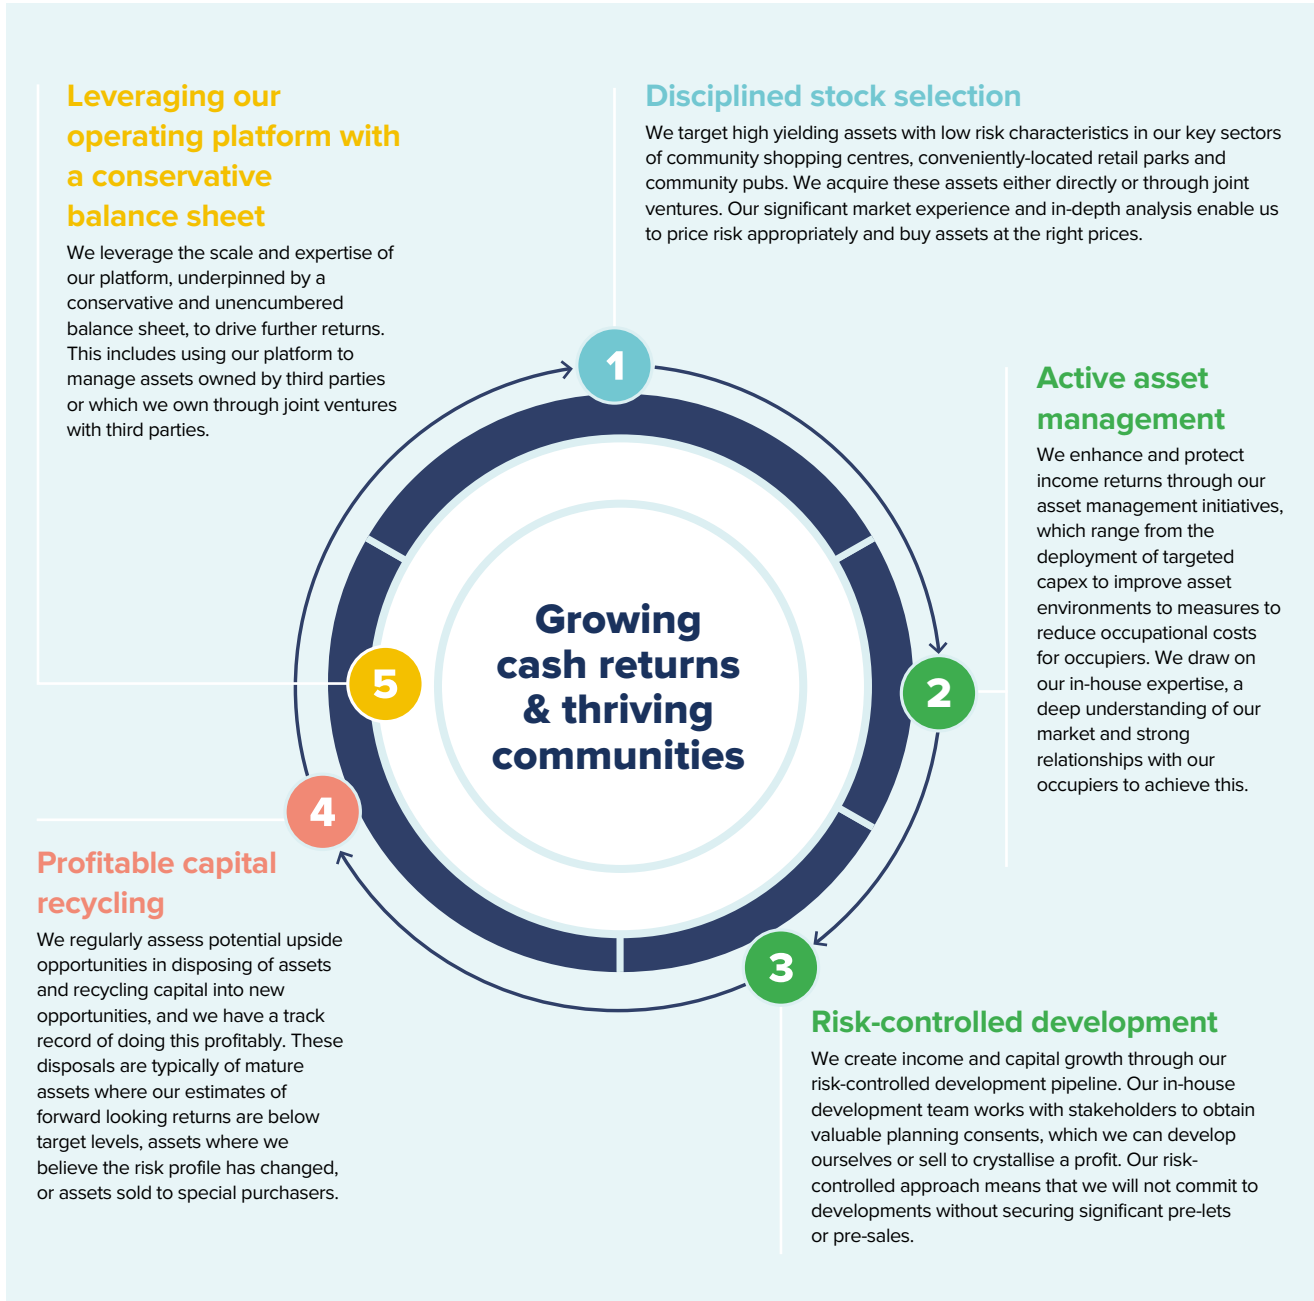 Leveraging our
operating platform with
a conservative
balance sheet
We leverage the scale and expertise of
our platform, underpinned by a
conservative and unencumbered
balance sheet, to drive further returns.
This includes using our platform to
manage assets owned by third parties
or which we own through joint ventures
with third parties.
Disciplined stock selection
We target high yielding assets with low risk characteristics in our key sectors
of community shopping centres, conveniently-located retail parks and
community pubs. We acquire these assets either directly or through joint
ventures. Our significant market experience and in-depth analysis enable us
to price risk appropriately and buy assets at the right prices.
1
Active asset
management
We enhance and protect
income returns through our
asset management initiatives,
which range from the
deployment of targeted
capex to improve asset
environments to measures to
reduce occupational costs
for occupiers. We draw on
our in-house expertise, a
deep understanding of our
market and strong
relationships with our
occupiers to achieve this.
Growing
cash returns
& thriving
communities
5
2
4
3
Profitable capital
recycling
We regularly assess potential upside
opportunities in disposing of assets
and recycling capital into new
opportunities, and we have a track
record of doing this profitably. These
disposals are typically of mature
assets where our estimates of
forward looking returns are below
target levels, assets where we
believe the risk profile has changed,
or assets sold to special purchasers.
Risk-controlled development
We create income and capital growth through our
risk-controlled development pipeline. Our in-house
development team works with stakeholders to obtain
valuable planning consents, which we can develop
ourselves or sell to crystallise a profit. Our risk-
controlled approach means that we will not commit to
developments without securing significant pre-lets
or pre-sales.